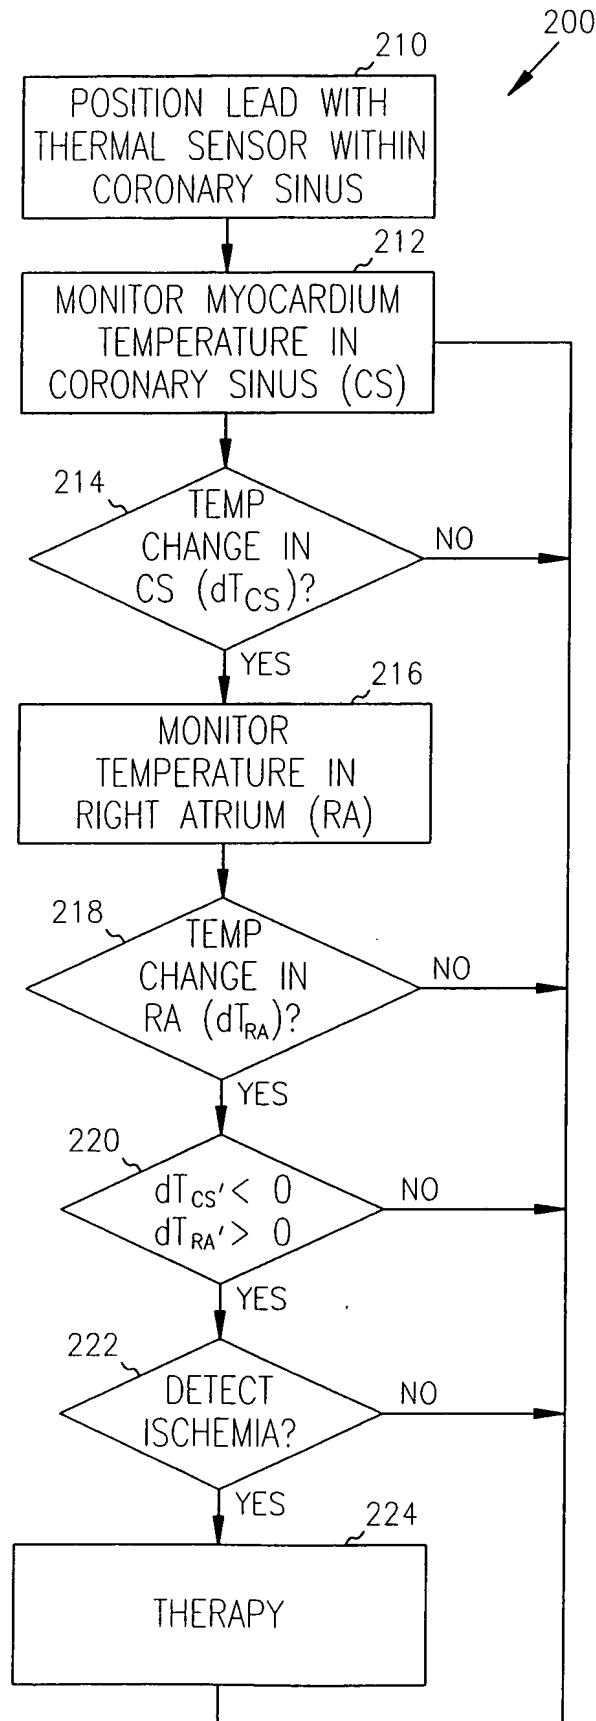 200
210
POSITION LEAD WITH
THERMAL SENSOR WITHIN
CORONARY SINUS
212
MONITOR MYOCARDIUM
TEMPERATURE IN
CORONARY SINUS (CS)
214
TEMP
CHANGE IN
CS (dTCS)?
NO
YES
216
MONITOR
TEMPERATURE IN
RIGHT ATRIUM (RA)
218
TEMP
CHANGE IN
RA (dTRA)?
NO
YES
220
dTCS'< 0
dTRA'> 0
NO
YES
222
DETECT
ISCHEMIA?
NO
YES
224
THERAPY